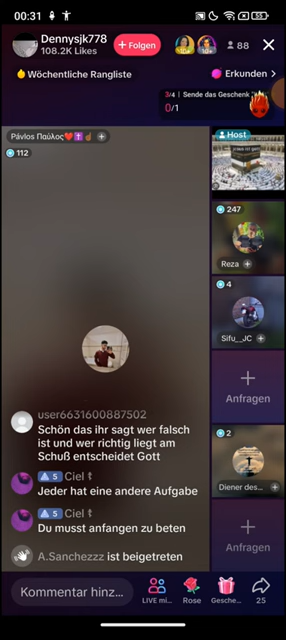 00:31
55
Dennysjk778
108.2K Likes
+ Folgen
88
Wöchentliche Rangliste
Erkunden >
3/4 | Sende das Geschenk
0/1
Pávlos Παύλος❤️✝️☝🏾 +
112
Host
247
Reza +
4
Sifu__JC +
Anfragen
2
Diener des... +
Anfragen
user6631600887502
Schön das ihr sagt wer falsch
ist und wer richtig liegt am
Schuß entscheidet Gott
5 Ciel
Jeder hat eine andere Aufgabe
5 Ciel
Du musst anfangen zu beten
A.Sanchezzz ist beigetreten
Kommentar hinz...
LIVE mi...
Rose
Gesche...
25